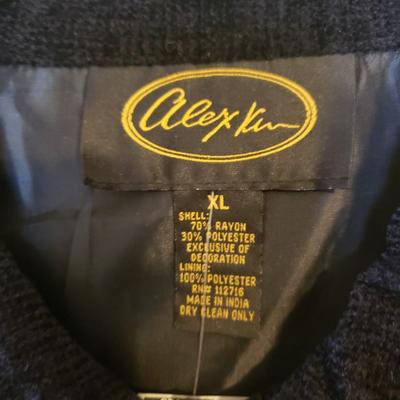 Alex Kim
XL
SHELL:
70% RAYON
30% POLYESTER
EXCLUSIVE OF
DECORATION
LINING:
100% POLYESTER
RN# 112716
MADE IN INDIA
DRY CLEAN ONLY